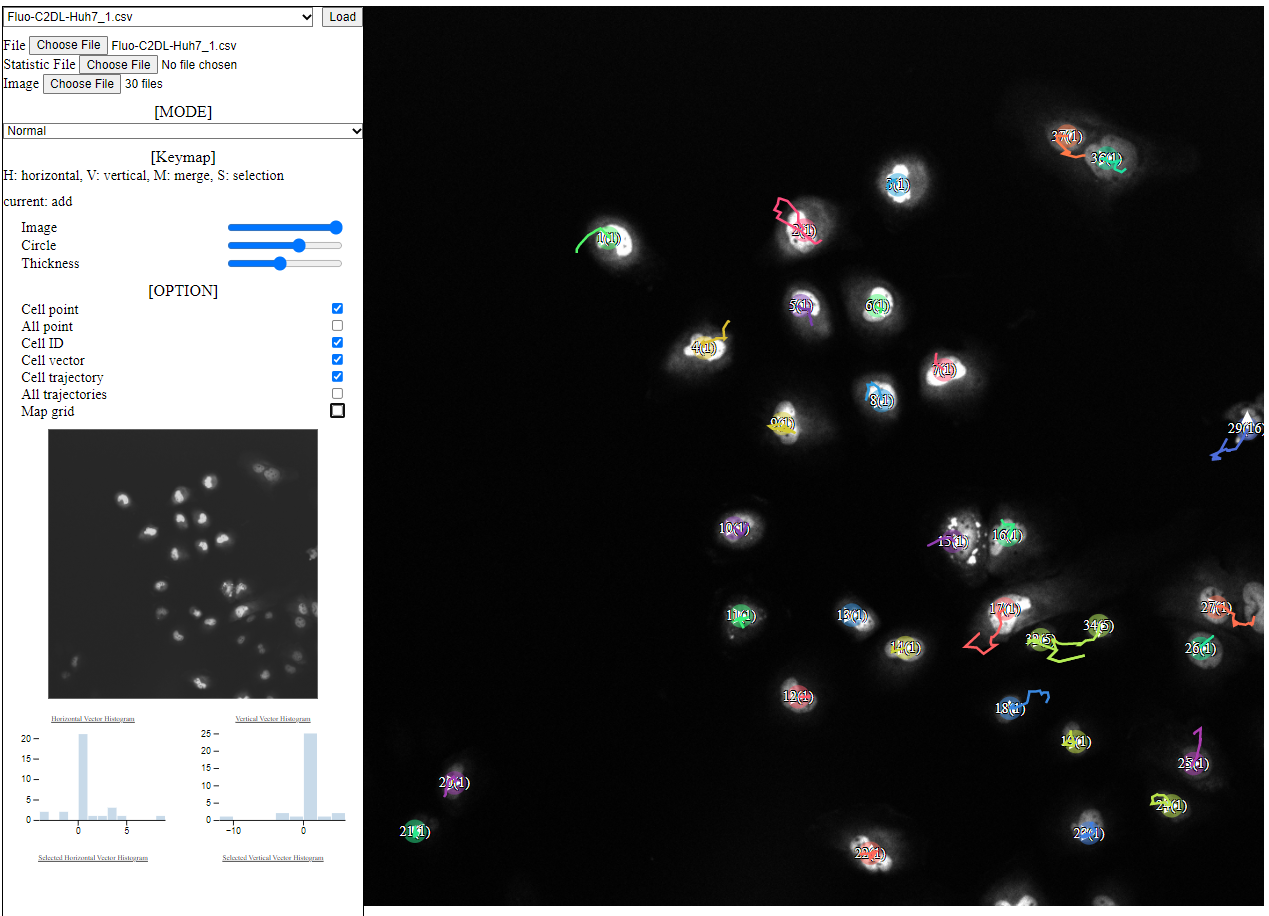 Fluo-C2DL-Huh7_1.csv Load
File Choose File Fluo-C2DL-Huh7_1.csv
Statistic File Choose File No file chosen
Image Choose File 30 files
[MODE]
Normal
[Keymap]
H: horizontal, V: vertical, M: merge, S: selection
current: add
Image
Circle
Thickness
[OPTION]
Cell point
All point
Cell ID
Cell vector
Cell trajectory
All trajectories
Map grid
Horizontal Vector Histogram
20
15
10
5
0
0 5
Vertical Vector Histogram
25
20
15
10
5
0
−10 0
Selected Horizontal Vector Histogram
Selected Vertical Vector Histogram
37(1)
36(1)
3(1)
2(1)
1(1)
5(1)
6(1)
4(1)
7(1)
8(1)
9(1)
29(16)
10(1)
15(1)
16(1)
11(1)
13(1)
17(1)
27(1)
34(5)
32(5)
14(1)
26(1)
12(1)
18(1)
19(1)
25(1)
20(1)
24(1)
21(1)
22(1)